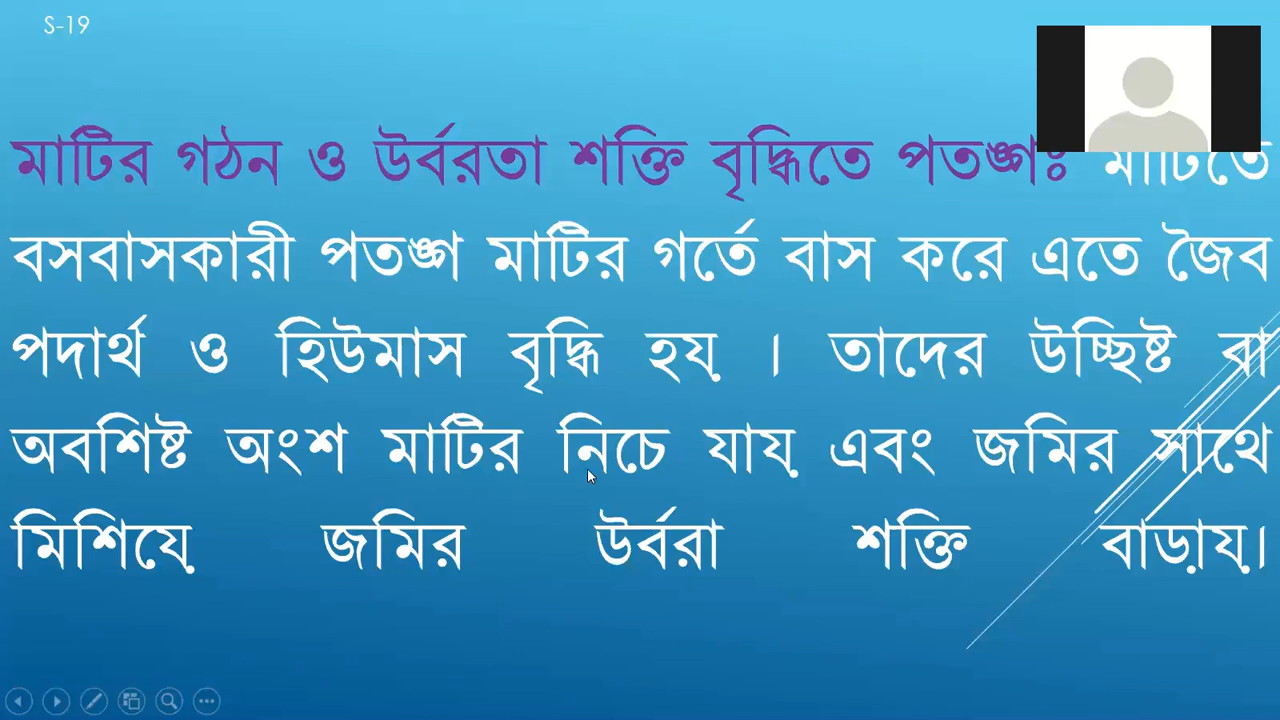 S-19
মাটির গঠন ও উর্বরতা শক্তি বৃদ্ধিতে পতঙ্গঃ মাটিতে
বসবাসকারী পতঙ্গ মাটির গর্তে বাস করে এতে জৈব
পদার্থ ও হিউমাস বৃদ্ধি হয় । তাদের উচ্ছিষ্ট বা
অবশিষ্ট অংশ মাটির নিচে যায় এবং জমির সাথে
মিশিয়ে জমির উর্বরা শক্তি বাড়ায়।